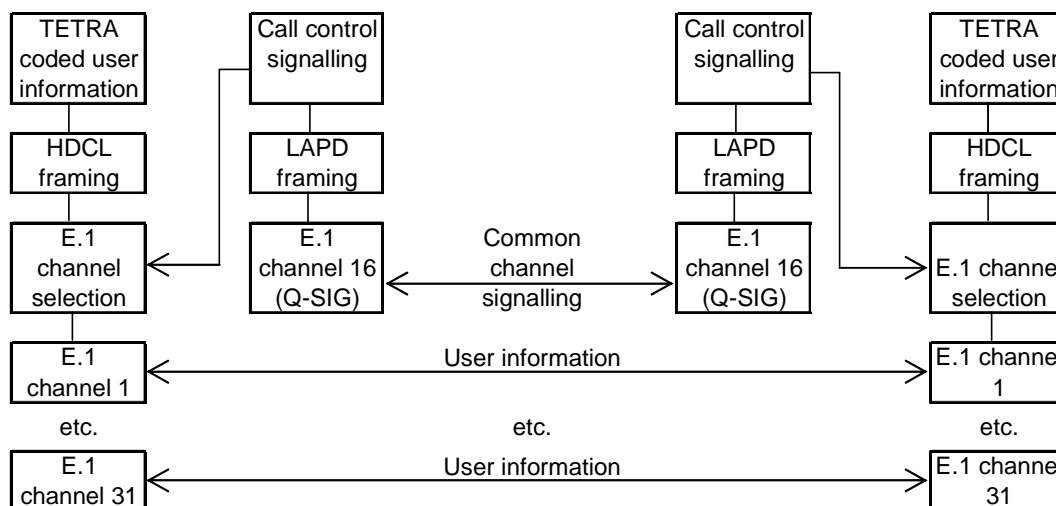 TETRA
coded user
information
Call control
signalling
Call control
signalling
TETRA
coded user
information
HDCL
framing
LAPD
framing
LAPD
framing
HDCL
framing
E.1
channel
selection
E.1
channel 16
(Q-SIG)
Common
channel
signalling
E.1
channel 16
(Q-SIG)
E.1 channel
selection
E.1
channel 1
User information
E.1 channel
1
etc.
etc.
etc.
E.1
channel 31
User information
E.1 channel
31